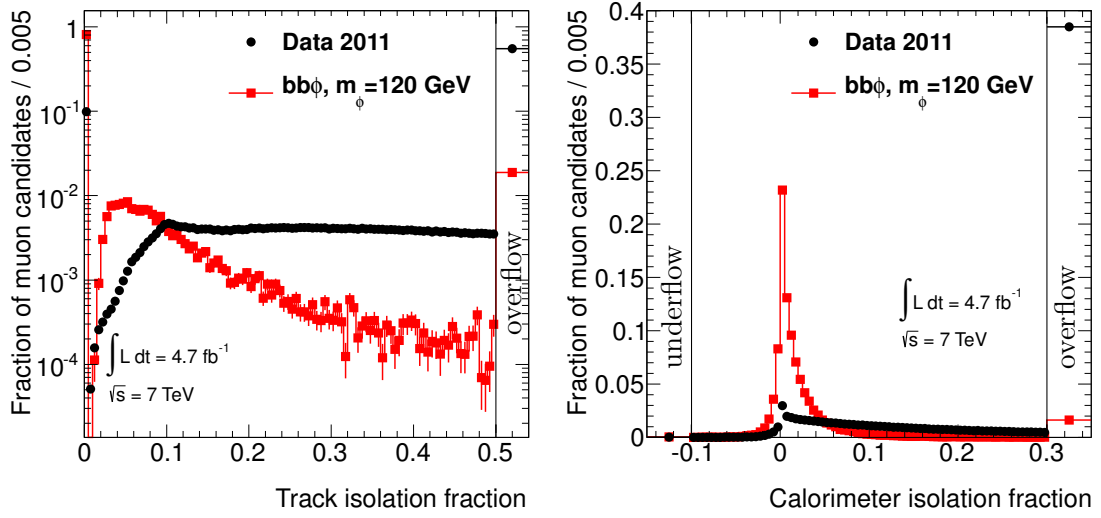 Fraction of muon candidates / 0.005
1
10^-1
10^-2
10^-3
10^-4
Data 2011
bbϕ, m_ϕ=120 GeV
∫ L dt = 4.7 fb^-1
√s = 7 TeV
overflow
0 0.1 0.2 0.3 0.4 0.5
Track isolation fraction
Fraction of muon candidates / 0.005
0.4
0.35
0.3
0.25
0.2
0.15
0.1
0.05
0
Data 2011
bbϕ, m_ϕ=120 GeV
underflow
∫ L dt = 4.7 fb^-1
√s = 7 TeV
overflow
-0.1 0 0.1 0.2 0.3
Calorimeter isolation fraction